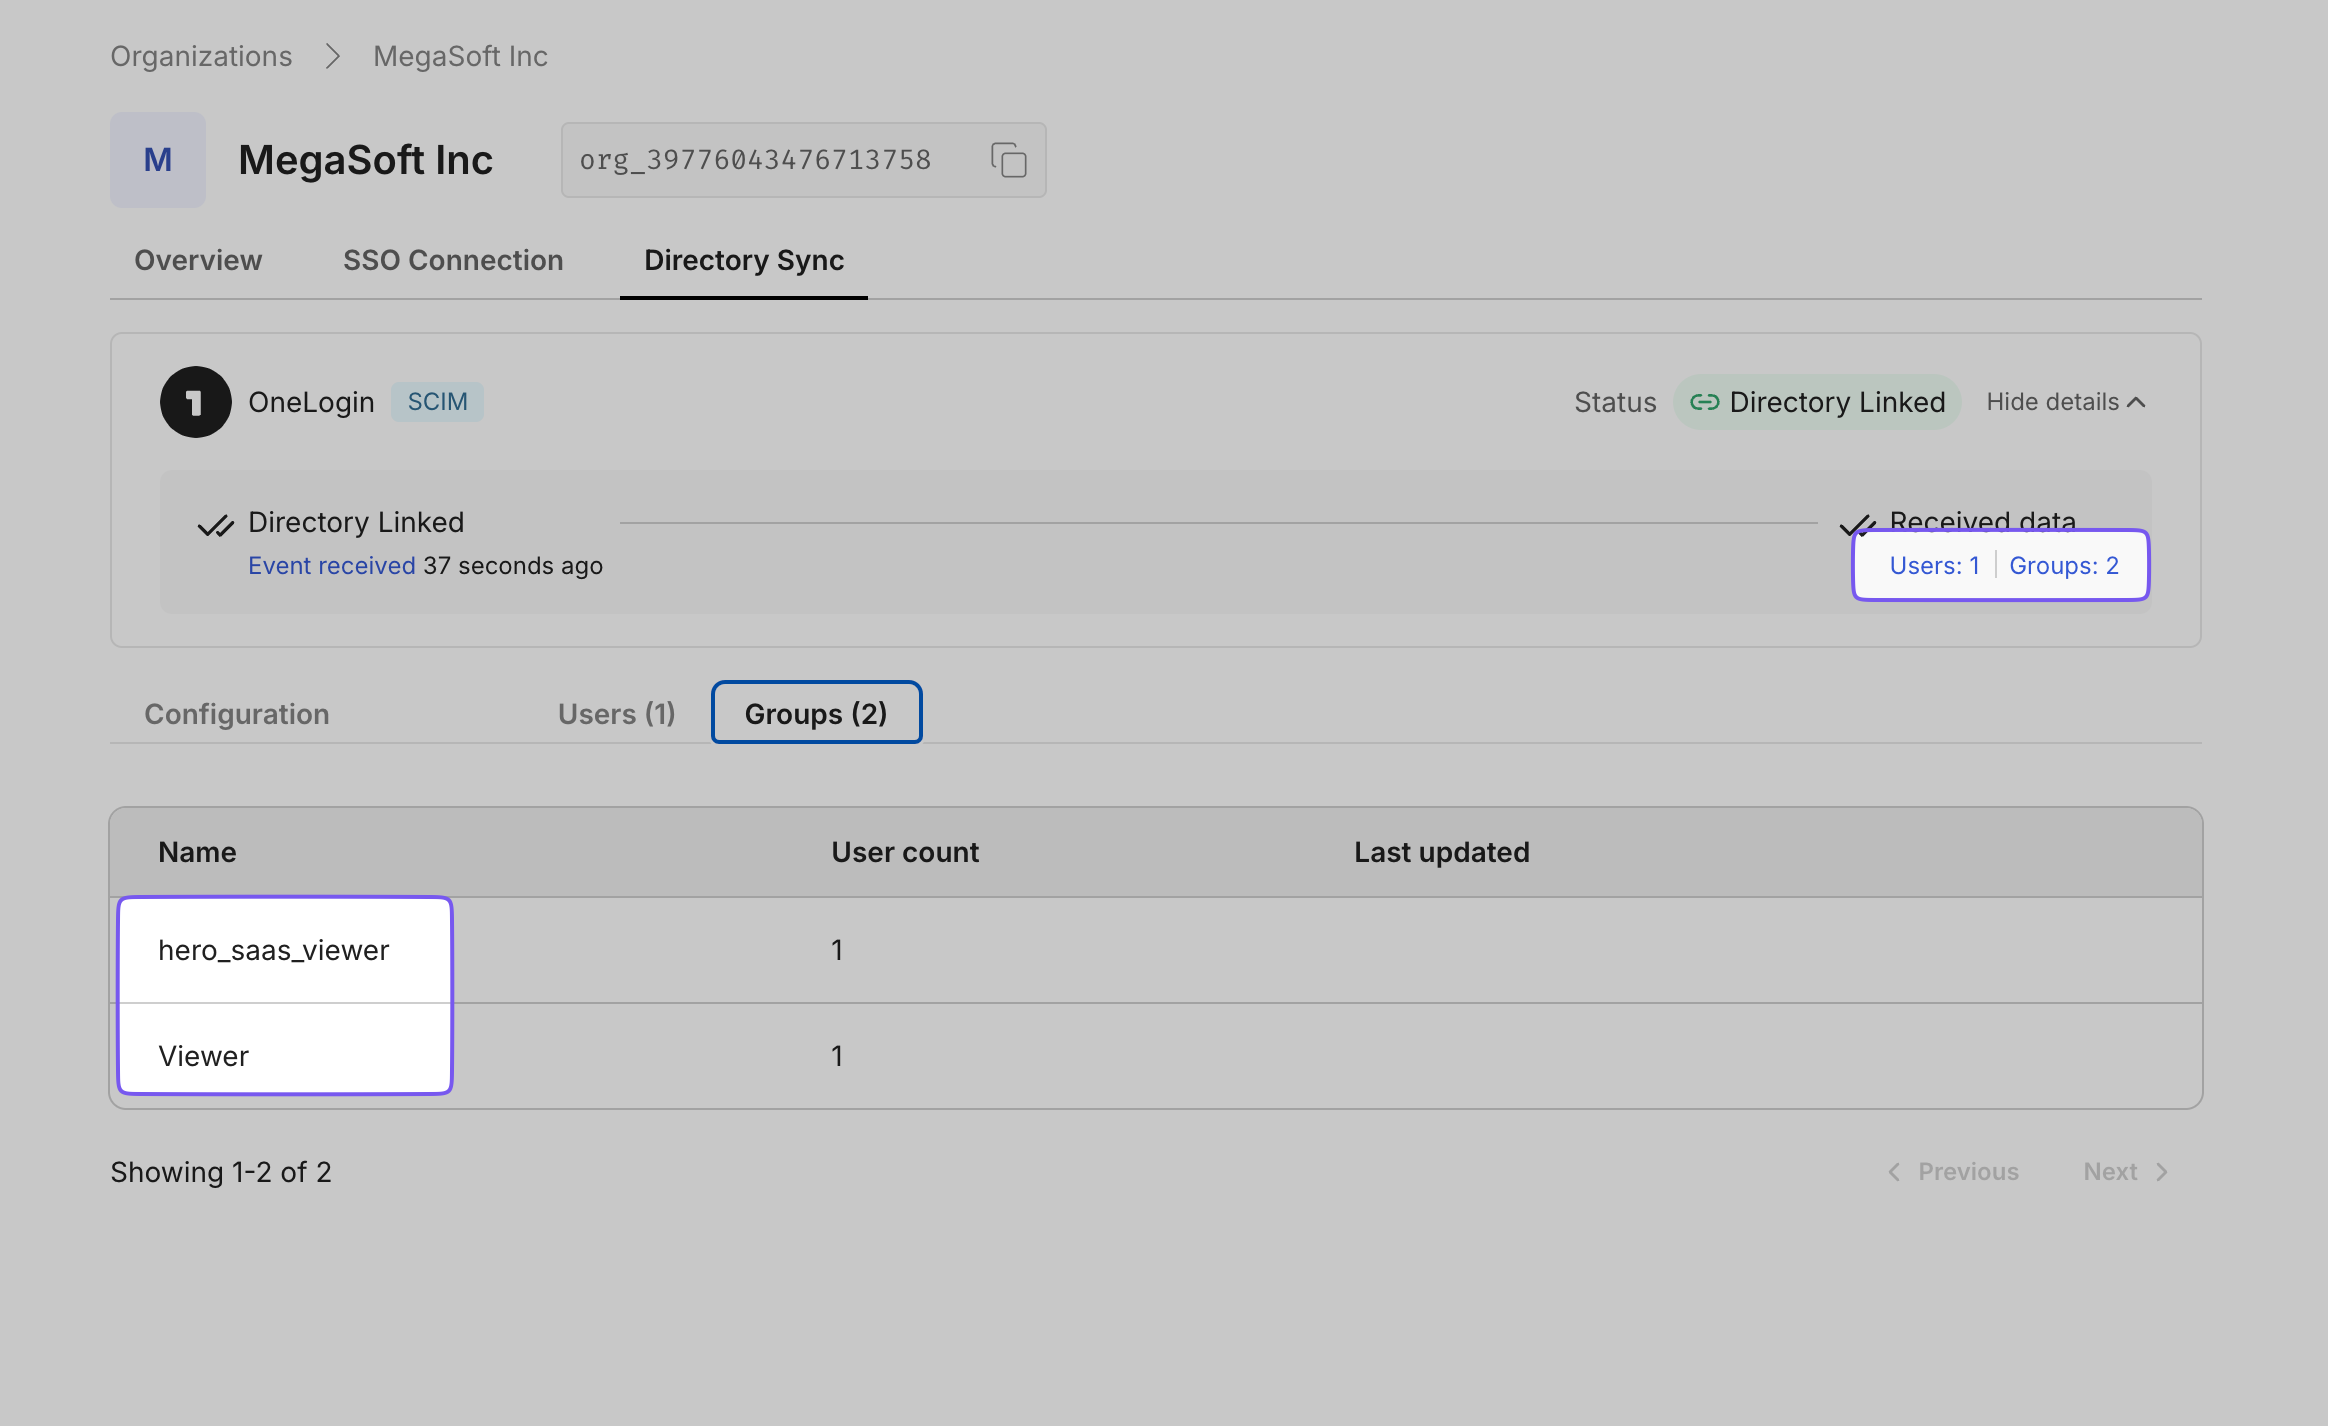 Organizations > MegaSoft Inc
M
MegaSoft Inc
org_39776043476713758
Overview SSO Connection Directory Sync
1 OneLogin SCIM
Status Directory Linked Hide details
Directory Linked
Event received 37 seconds ago
Received data
Users: 1 | Groups: 2
Configuration Users (1) Groups (2)
Name User count Last updated
hero_saas_viewer 1
Viewer 1
Showing 1-2 of 2
< Previous Next >